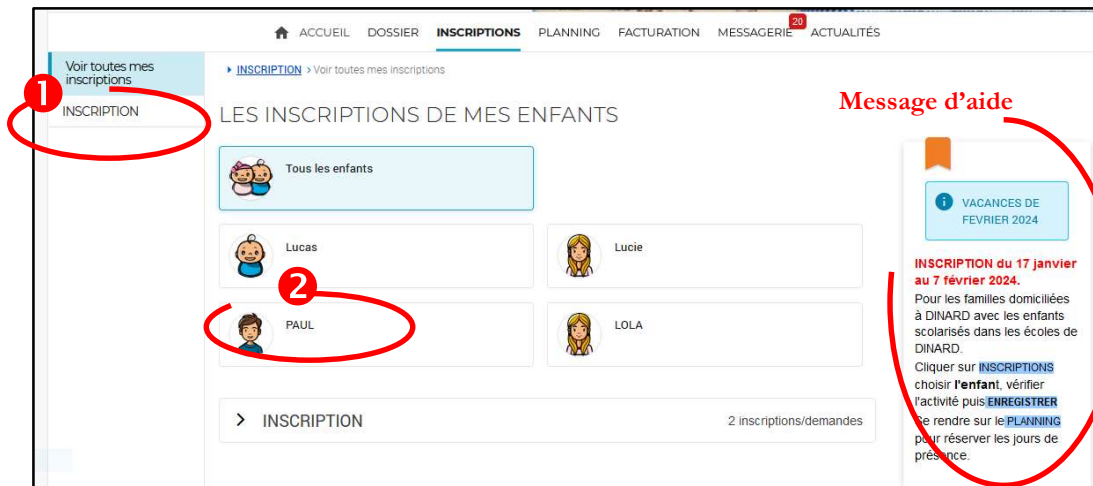 ACCUEIL DOSSIER INSCRIPTIONS PLANNING FACTURATION MESSAGERIE 20 ACTUALITÉS
Voir toutes mes
inscriptions
1
INSCRIPTION
INSCRIPTION > Voir toutes mes inscriptions
LES INSCRIPTIONS DE MES ENFANTS
Tous les enfants
Lucas
Lucie
2
PAUL
LOLA
INSCRIPTION
2 inscriptions/demandes
Message d’aide
VACANCES DE
FEVRIER 2024
INSCRIPTION du 17 janvier
au 7 février 2024.
Pour les familles domiciliées
à DINARD avec les enfants
scolarisés dans les écoles de
DINARD.
Cliquer sur INSCRIPTIONS
choisir l'enfant, vérifier
l'activité puis ENREGISTRER
Se rendre sur le PLANNING
pour réserver les jours de
présence.